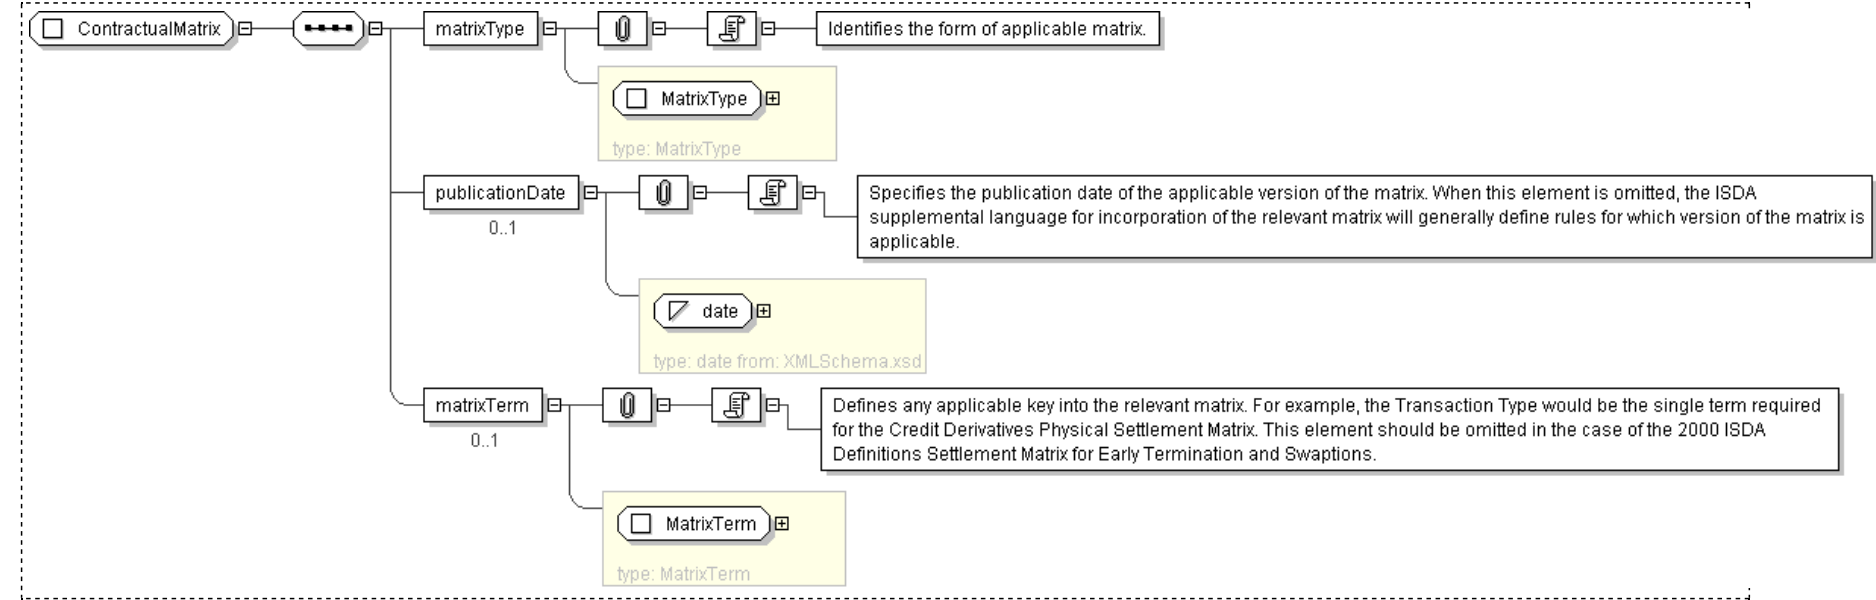 ContractualMatrix
matrixType
Identifies the form of applicable matrix.
MatrixType
type: MatrixType
publicationDate
0..1
Specifies the publication date of the applicable version of the matrix. When this element is omitted, the ISDA
supplemental language for incorporation of the relevant matrix will generally define rules for which version of the matrix is
applicable.
date
type: date from: XMLSchema.xsd
matrixTerm
0..1
Defines any applicable key into the relevant matrix. For example, the Transaction Type would be the single term required
for the Credit Derivatives Physical Settlement Matrix. This element should be omitted in the case of the 2000 ISDA
Definitions Settlement Matrix for Early Termination and Swaptions.
MatrixTerm
type: MatrixTerm